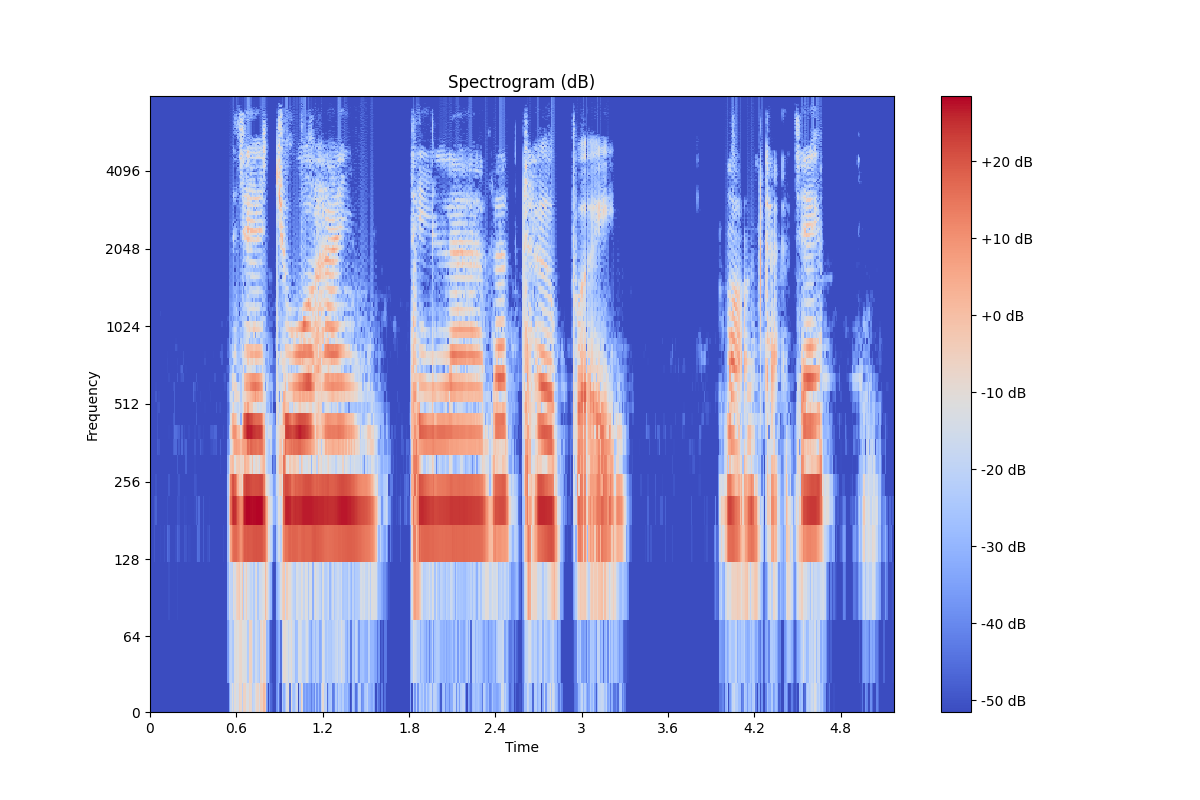 Spectrogram (dB)
4096
2048
1024
512
256
128
64
0
Frequency
0 0.6 1.2 1.8 2.4 3 3.6 4.2 4.8
Time
+20 dB
+10 dB
+0 dB
-10 dB
-20 dB
-30 dB
-40 dB
-50 dB